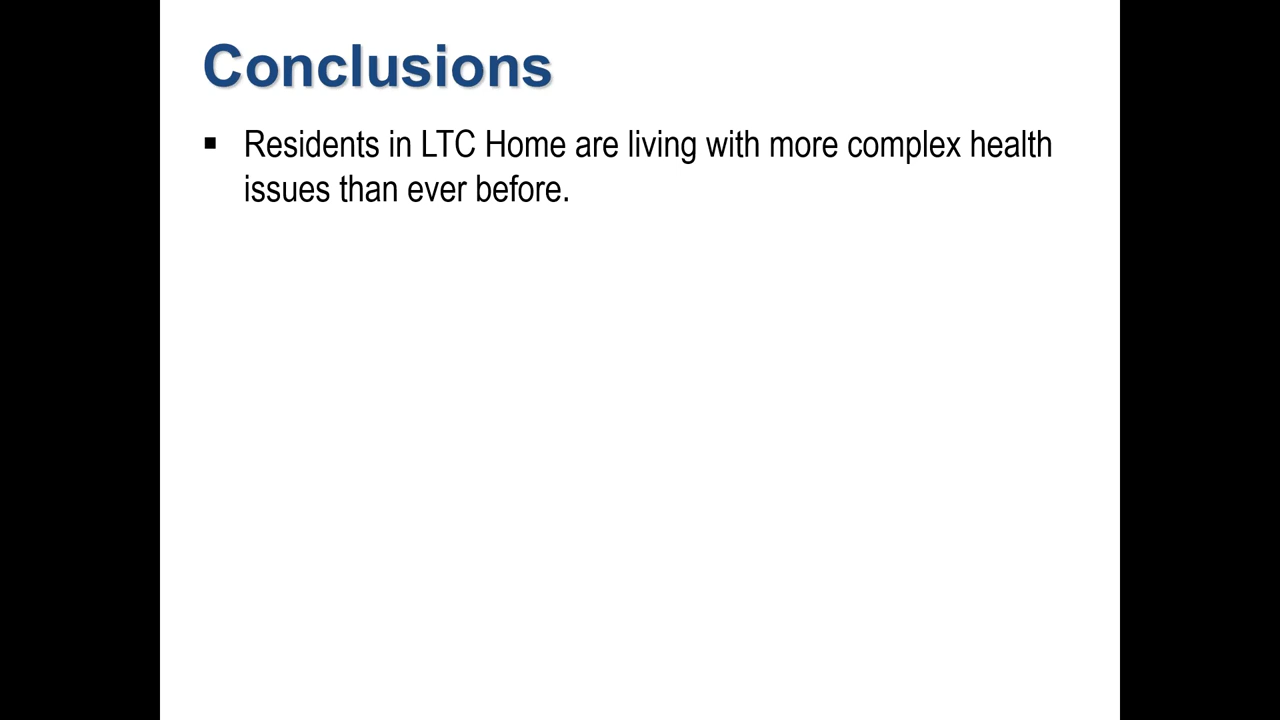 Conclusions
▪ Residents in LTC Home are living with more complex health
issues than ever before.